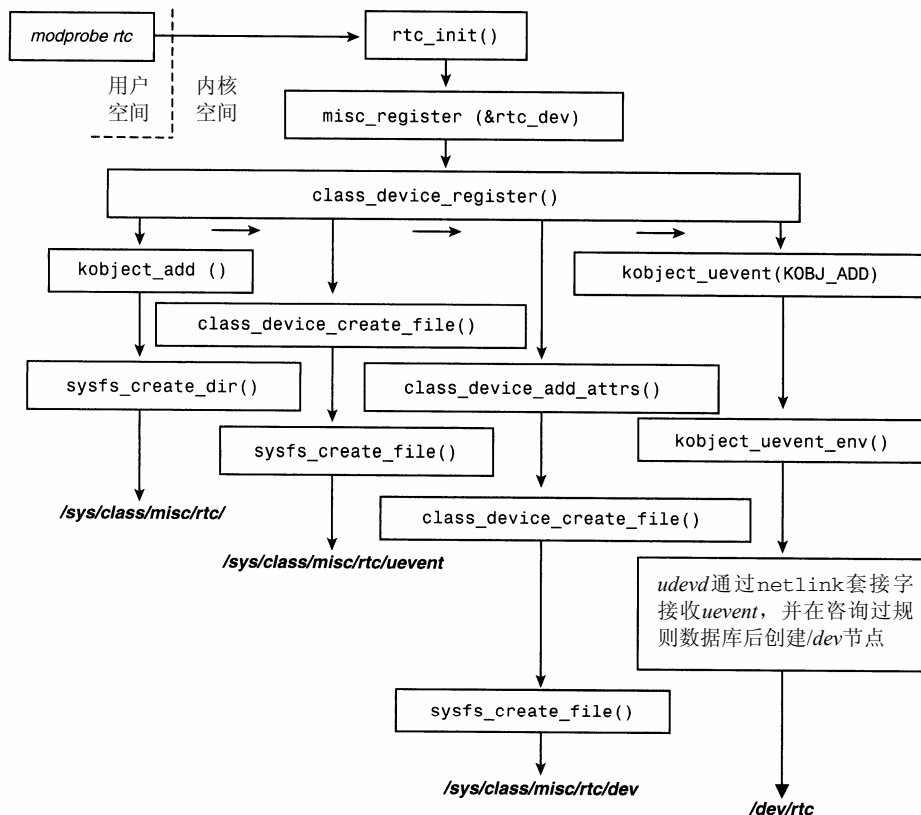 modprobe rtc
rtc_init()
用户
空间
内核
空间
misc_register (&rtc_dev)
class_device_register()
kobject_add ()
kobject_uevent(KOBJ_ADD)
class_device_create_file()
sysfs_create_dir()
class_device_add_attrs()
sysfs_create_file()
kobject_uevent_env()
/sys/class/misc/rtc/
class_device_create_file()
/sys/class/misc/rtc/uevent
udevd通过netlink套接字
接收uevent，并在咨询过规
则数据库后创建/dev节点
sysfs_create_file()
/sys/class/misc/rtc/dev
/dev/rtc